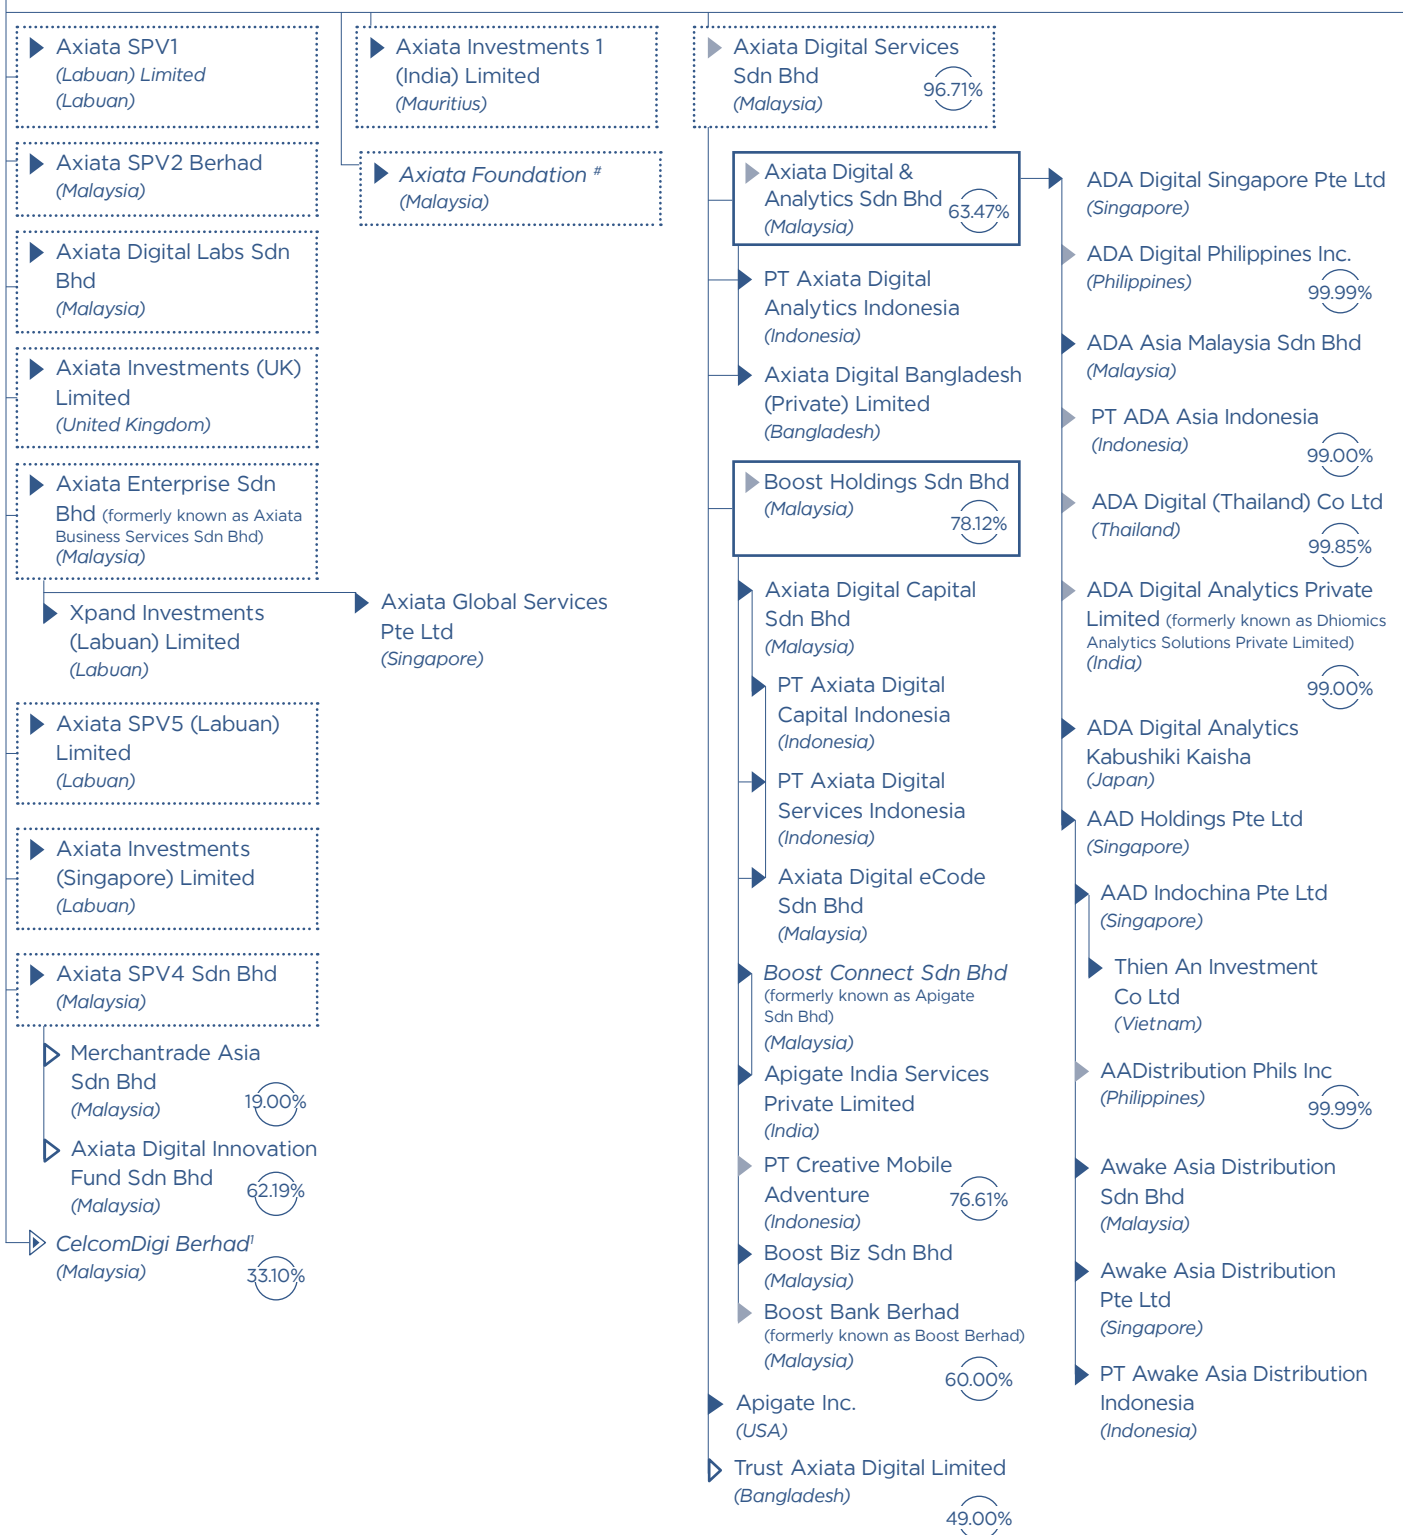 Axiata SPV1
(Labuan) Limited
(Labuan)
Axiata SPV2 Berhad
(Malaysia)
Axiata Digital Labs Sdn
Bhd
(Malaysia)
Axiata Investments (UK)
Limited
(United Kingdom)
Axiata Enterprise Sdn
Bhd (formerly known as Axiata
Business Services Sdn Bhd)
(Malaysia)
Xpand Investments
(Labuan) Limited
(Labuan)
Axiata Global Services
Pte Ltd
(Singapore)
Axiata SPV5 (Labuan)
Limited
(Labuan)
Axiata Investments
(Singapore) Limited
(Labuan)
Axiata SPV4 Sdn Bhd
(Malaysia)
Merchantrade Asia
Sdn Bhd
(Malaysia)
19.00%
Axiata Digital Innovation
Fund Sdn Bhd
(Malaysia)
62.19%
CelcomDigi Berhad¹
(Malaysia)
33.10%
Axiata Investments 1
(India) Limited
(Mauritius)
Axiata Foundation #
(Malaysia)
Axiata Digital Services
Sdn Bhd
(Malaysia)
96.71%
Axiata Digital &
Analytics Sdn Bhd
(Malaysia)
63.47%
PT Axiata Digital
Analytics Indonesia
(Indonesia)
Axiata Digital Bangladesh
(Private) Limited
(Bangladesh)
Boost Holdings Sdn Bhd
(Malaysia)
78.12%
Axiata Digital Capital
Sdn Bhd
(Malaysia)
PT Axiata Digital
Capital Indonesia
(Indonesia)
PT Axiata Digital
Services Indonesia
(Indonesia)
Axiata Digital eCode
Sdn Bhd
(Malaysia)
Boost Connect Sdn Bhd
(formerly known as Apigate
Sdn Bhd)
(Malaysia)
Apigate India Services
Private Limited
(India)
PT Creative Mobile
Adventure
(Indonesia)
76.61%
Boost Biz Sdn Bhd
(Malaysia)
Boost Bank Berhad
(formerly known as Boost Berhad)
(Malaysia)
60.00%
Apigate Inc.
(USA)
Trust Axiata Digital Limited
(Bangladesh)
49.00%
ADA Digital Singapore Pte Ltd
(Singapore)
ADA Digital Philippines Inc.
(Philippines)
99.99%
ADA Asia Malaysia Sdn Bhd
(Malaysia)
PT ADA Asia Indonesia
(Indonesia)
99.00%
ADA Digital (Thailand) Co Ltd
(Thailand)
99.85%
ADA Digital Analytics Private
Limited (formerly known as Dhiomics
Analytics Solutions Private Limited)
(India)
99.00%
ADA Digital Analytics
Kabushiki Kaisha
(Japan)
AAD Holdings Pte Ltd
(Singapore)
AAD Indochina Pte Ltd
(Singapore)
Thien An Investment
Co Ltd
(Vietnam)
AADistribution Phils Inc
(Philippines)
99.99%
Awake Asia Distribution
Sdn Bhd
(Malaysia)
Awake Asia Distribution
Pte Ltd
(Singapore)
PT Awake Asia Distribution
Indonesia
(Indonesia)